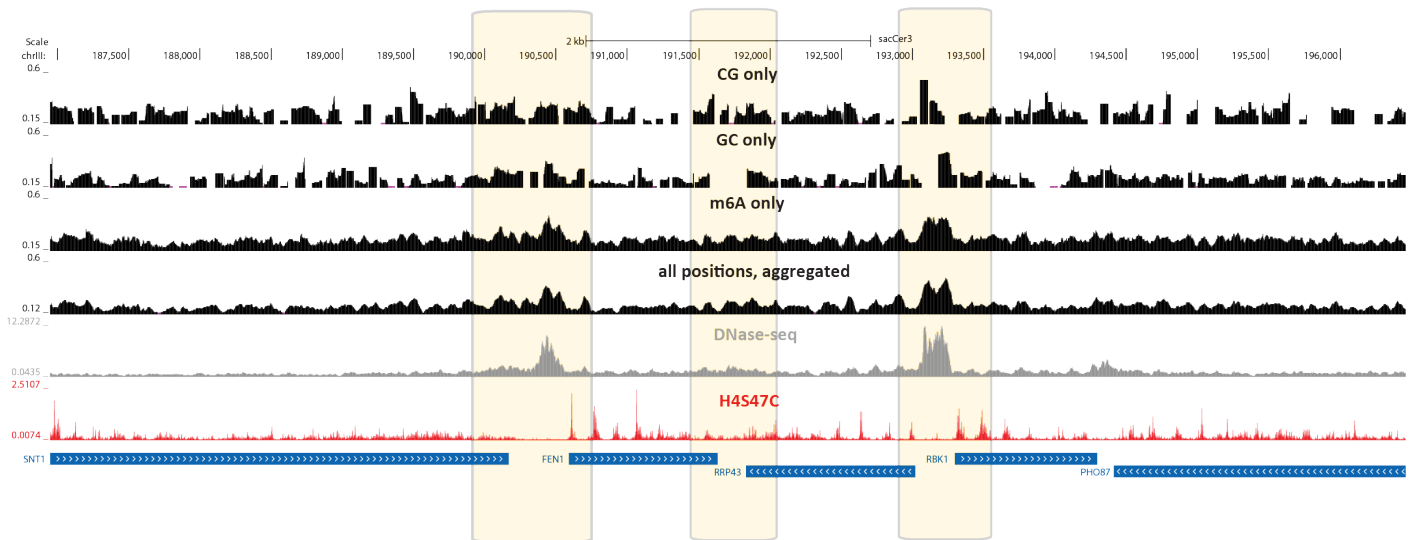 Scale 2 kb sacCer3
chrIII: 187,500 188,000 188,500 189,000 189,500 190,000 190,500 191,000 191,500 192,000 192,500 193,000 193,500 194,000 194,500 195,000 195,500 196,000
0.6
CG only
0.15
0.6
GC only
0.15
0.6
m6A only
0.15
0.6
all positions, aggregated
0.12
12.2872
DNase-seq
0.0435
2.5107
H4S47C
0.0074
SNT1 FEN1 RBK1
RRP43 PHO87